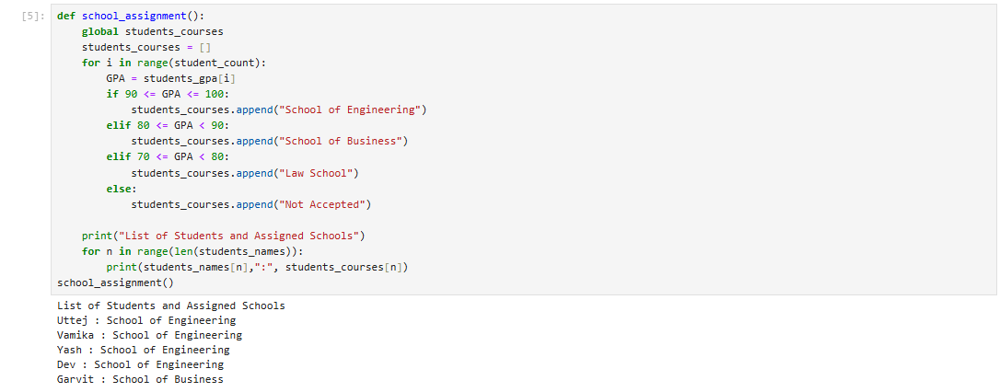 [5]: def school_assignment():
    global students_courses
    students_courses = []
    for i in range(student_count):
        GPA = students_gpa[i]
        if 90 <= GPA <= 100:
            students_courses.append("School of Engineering")
        elif 80 <= GPA < 90:
            students_courses.append("School of Business")
        elif 70 <= GPA < 80:
            students_courses.append("Law School")
        else:
            students_courses.append("Not Accepted")

    print("List of Students and Assigned Schools")
    for n in range(len(students_names)):
        print(students_names[n],":", students_courses[n])
school_assignment()
List of Students and Assigned Schools
Uttej : School of Engineering
Vamika : School of Engineering
Yash : School of Engineering
Dev : School of Engineering
Garvit : School of Business